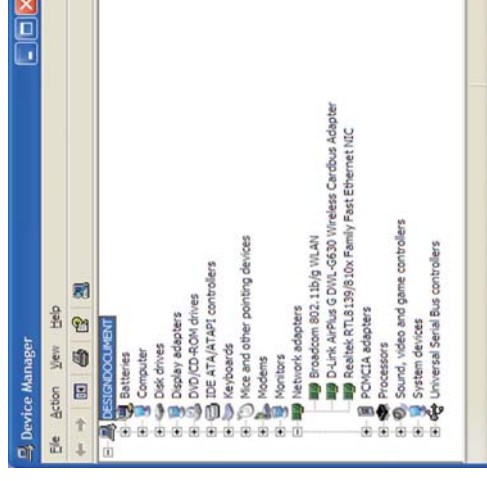 Device Manager
File Action View Help
DESIGNDOCUMENT
Batteries
Computer
Disk drives
Display adapters
DVD/CD-ROM drives
IDE ATA/ATAPI controllers
Keyboards
Mice and other pointing devices
Modems
Monitors
Network adapters
Broadcom 802.11b/g WLAN
D-Link AirPlus G DWL-G630 Wireless Cardbus Adapter
Realtek RTL8139/810x Family Fast Ethernet NIC
PCMCIA adapters
Processors
Sound, video and game controllers
System devices
Universal Serial Bus controllers